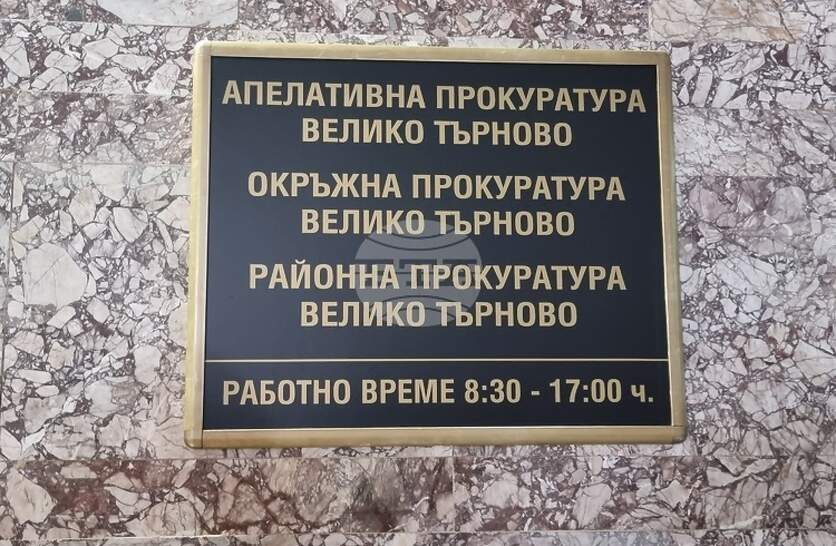 АПЕЛАТИВНА ПРОКУРАТУРА
ВЕЛИКО ТЪРНОВО
ОКРЪЖНА ПРОКУРАТУРА
ВЕЛИКО ТЪРНОВО
РАЙОННА ПРОКУРАТУРА
ВЕЛИКО ТЪРНОВО
РАБОТНО ВРЕМЕ 8:30 - 17:00 ч.